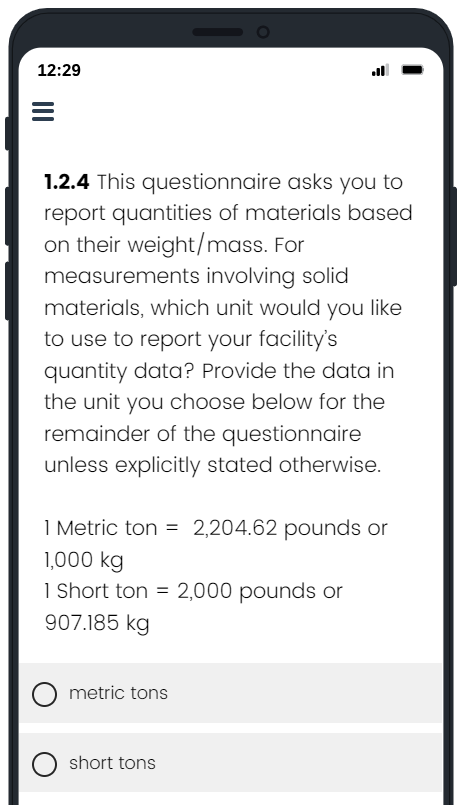 12:29
1.2.4 This questionnaire asks you to
report quantities of materials based
on their weight/mass. For
measurements involving solid
materials, which unit would you like
to use to report your facility's
quantity data? Provide the data in
the unit you choose below for the
remainder of the questionnaire
unless explicitly stated otherwise.
1 Metric ton =  2,204.62 pounds or
1,000 kg
1 Short ton = 2,000 pounds or
907.185 kg
metric tons
short tons